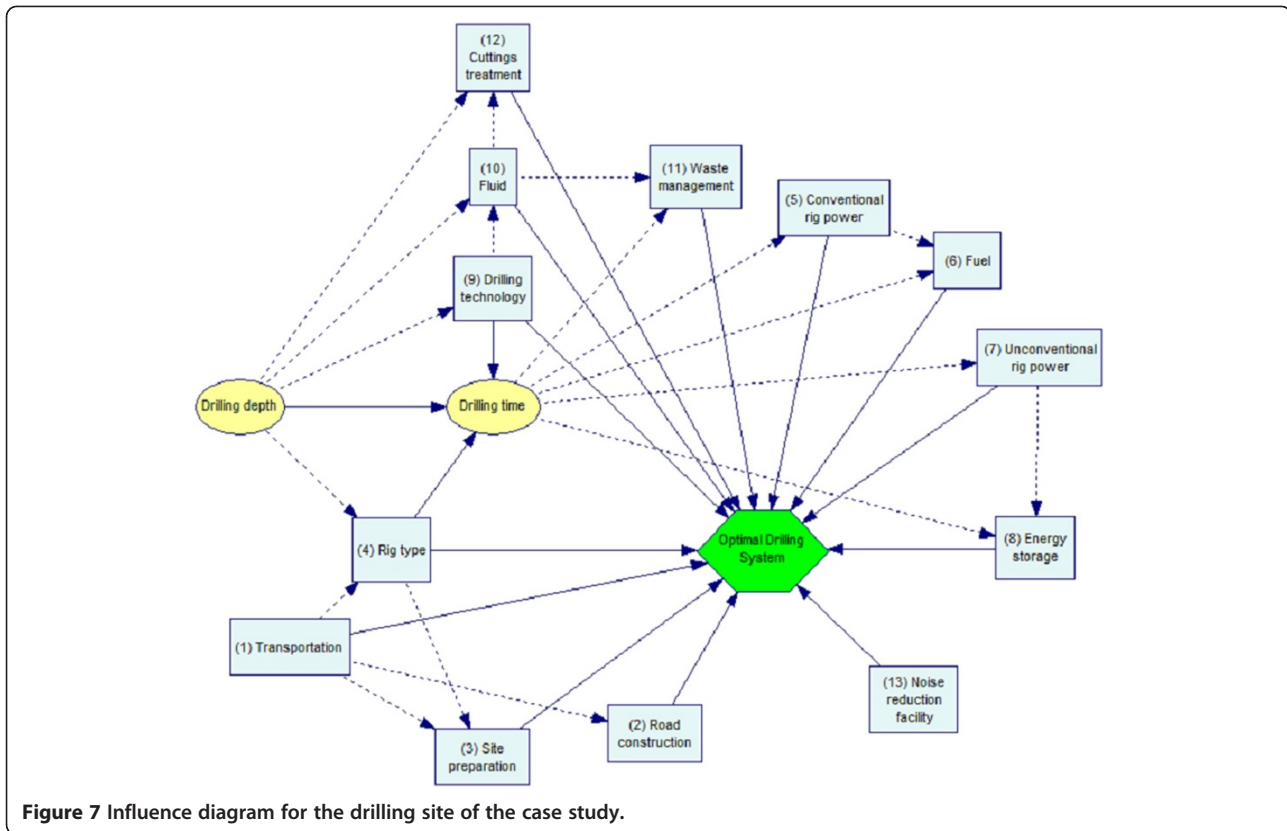 (12)
Cuttings
treatment
(10)
Fluid
(11) Waste
management
(5) Conventional
rig power
(6) Fuel
(9) Drilling
technology
(7) Unconventional
rig power
Drilling depth
Drilling time
(4) Rig type
Optimal Drilling
System
(8) Energy
storage
(1) Transportation
(13) Noise
reduction
facility
(2) Road
construction
(3) Site
preparation
Figure 7 Influence diagram for the drilling site of the case study.